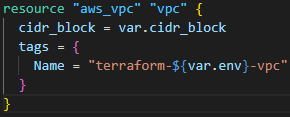 resource "aws_vpc" "vpc" {
  cidr_block = var.cidr_block
  tags = {
    Name = "terraform-${var.env}-vpc"
  }
}